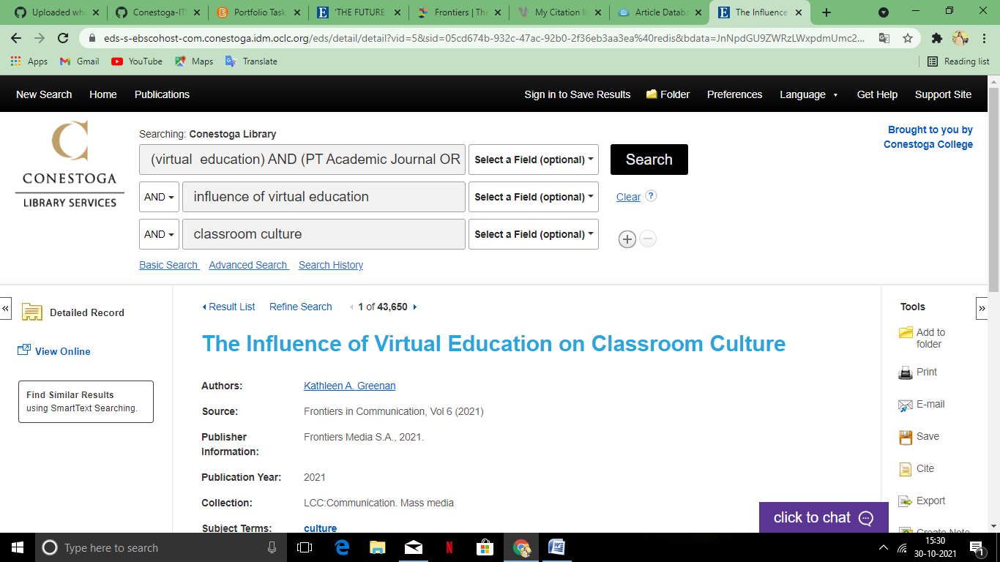 Uploaded who
Conestoga-IT
Portfolio Task
'THE FUTURE
Frontiers | The
My Citation lis
Article Databa
The Influence
eds-s-ebscohost-com.conestoga.idm.oclc.org/eds/detail/detail?vid=5&sid=05cd674b-932c-47ac-92b0-2f36eb3aa3ea%40redis&bdata=JnNpdGU9ZWRzLWxpdmUmc2...
Apps
Gmail
YouTube
Maps
Translate
Reading list
New Search
Home
Publications
Sign in to Save Results
Folder
Preferences
Language
Get Help
Support Site
C
CONESTOGA
LIBRARY SERVICES
Searching: Conestoga Library
(virtual education) AND (PT Academic Journal OR
Select a Field (optional)
Search
AND
influence of virtual education
Select a Field (optional)
Clear
?
AND
classroom culture
Select a Field (optional)
Basic Search
Advanced Search
Search History
Brought to you by
Conestoga College
Detailed Record
View Online
Find Similar Results
using SmartText Searching.
Result List
Refine Search
1 of 43,650
The Influence of Virtual Education on Classroom Culture
Authors:
Kathleen A. Greenan
Source:
Frontiers in Communication, Vol 6 (2021)
Publisher
Information:
Frontiers Media S.A., 2021.
Publication Year:
2021
Collection:
LCC:Communication. Mass media
Subject Terms:
culture
Tools
Add to
folder
Print
E-mail
Save
Cite
Export
Create Note
click to chat
Type here to search
15:30
30-10-2021
1